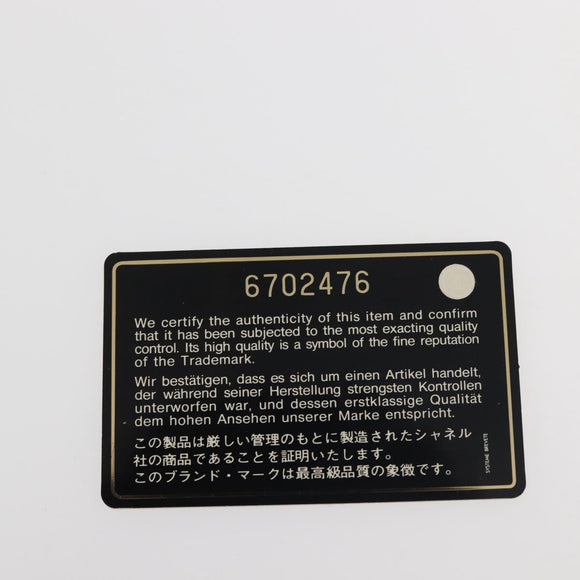 6702476
We certify the authenticity of this item and confirm
that it has been subjected to the most exacting quality
control. Its high quality is a symbol of the fine reputation
of the Trademark.
Wir bestätigen, dass es sich um einen Artikel handelt,
der während seiner Herstellung strengsten Kontrollen
unterworfen war, und dessen erstklassige Qualität
dem hohen Ansehen unserer Marke entspricht.
この製品は厳しい管理のもとに製造されたシャネル
社の商品であることを証明いたします。
このブランド・マークは最高級品質の象徴です。
SYSTEME BREVETE